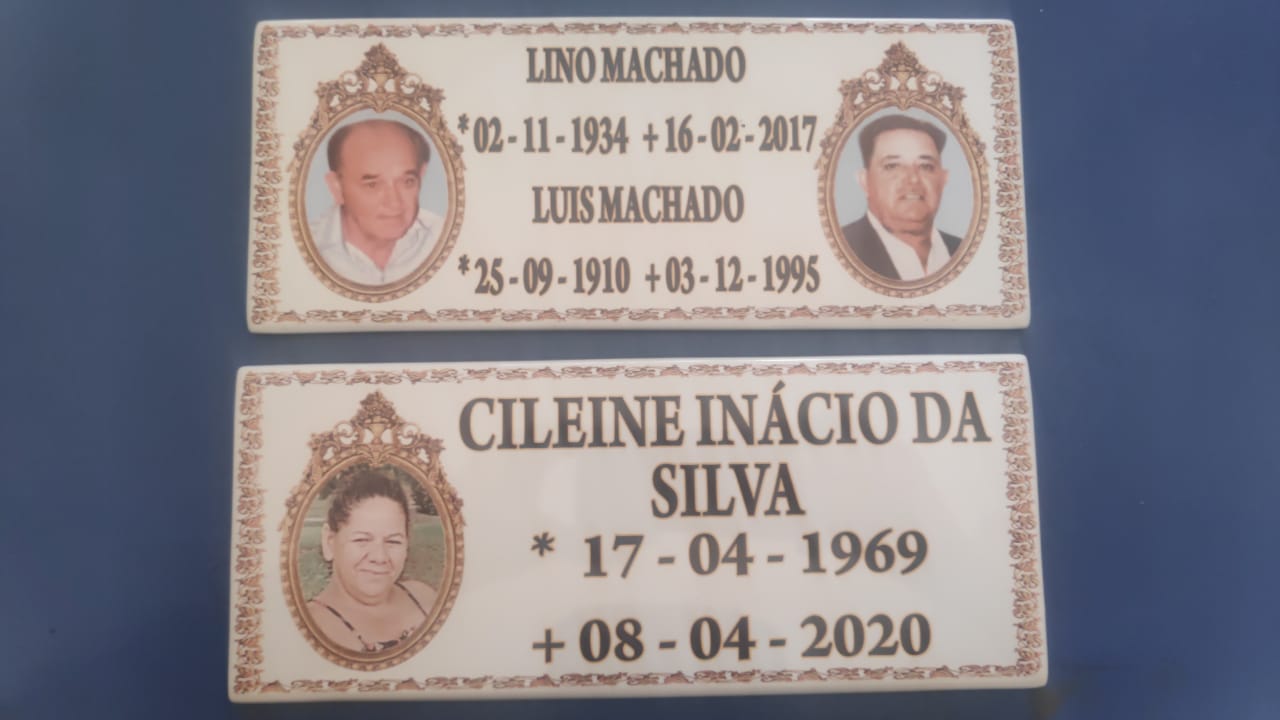 LINO MACHADO
*02-11-1934 +16-02-2017
LUIS MACHADO
*25-09-1910 +03-12-1995
CILEINE INÁCIO DA
SILVA
* 17-04-1969
+ 08-04-2020